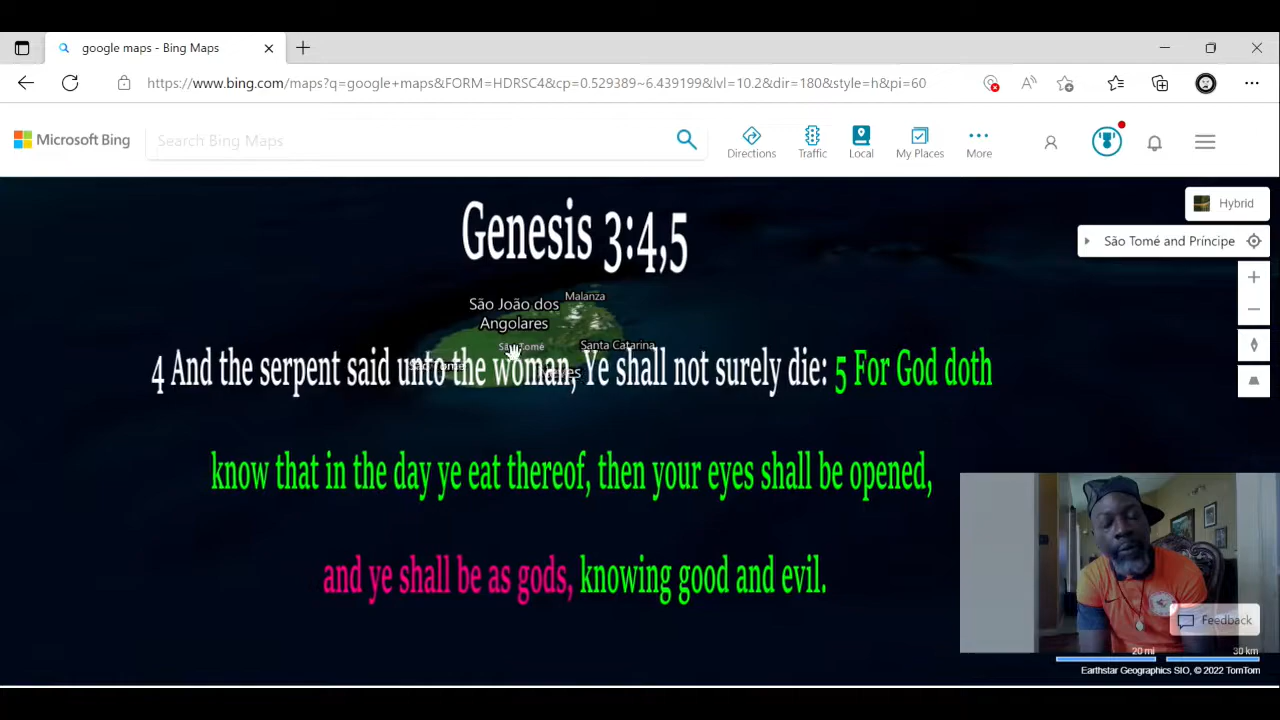 google maps - Bing Maps
https://www.bing.com/maps?q=google+maps&FORM=HDRSC4&cp=0.529389~6.439199&lvl=10.2&dir=180&style=h&pi=60
Microsoft Bing
Search Bing Maps
Directions
Traffic
Local
My Places
More
Hybrid
São Tomé and Príncipe
Genesis 3:4,5
Malanza
São João dos
Angolares
Santa Catarina
São Tomé
São Tomé
Neves
4 And the serpent said unto the woman, Ye shall not surely die: 5 For God doth
know that in the day ye eat thereof, then your eyes shall be opened,
and ye shall be as gods, knowing good and evil.
Feedback
20 mi 30 km
Earthstar Geographics SIO, © 2022 TomTom